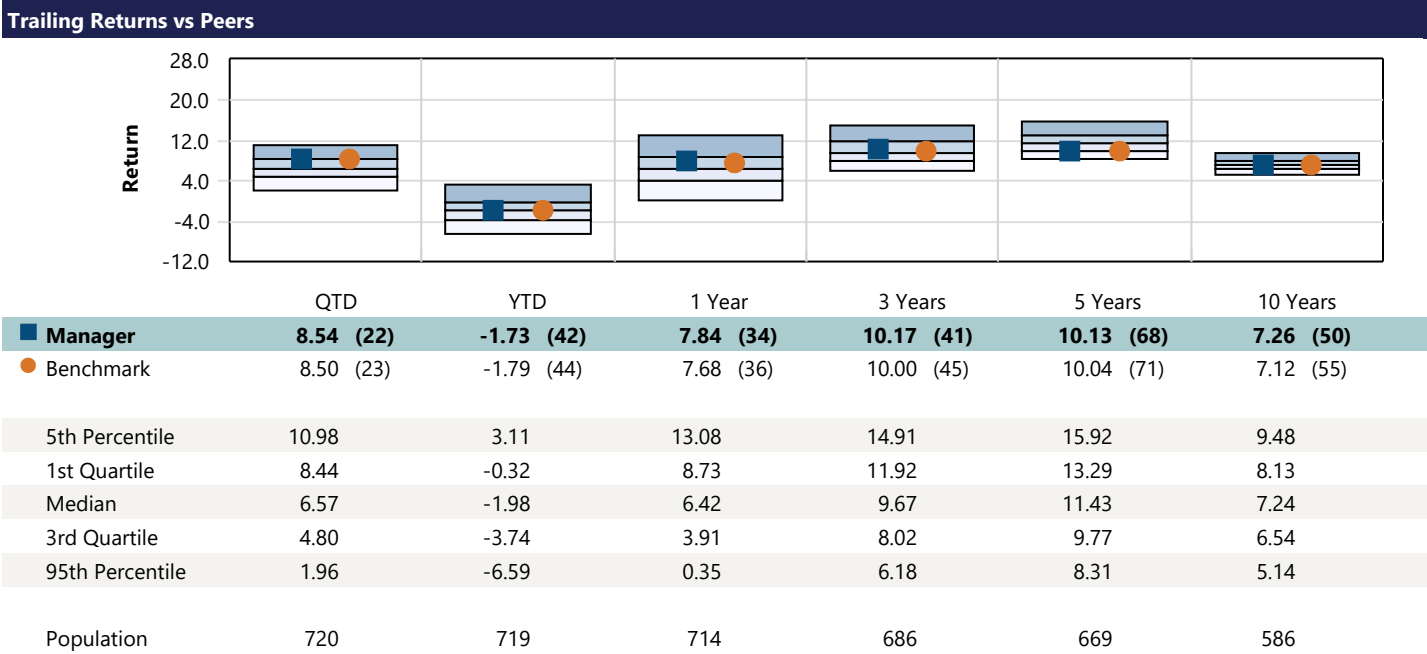 Trailing Returns vs Peers
28.0
20.0
12.0
4.0
-4.0
-12.0
Return
QTD YTD 1 Year 3 Years 5 Years 10 Years
Manager 8.54 (22) -1.73 (42) 7.84 (34) 10.17 (41) 10.13 (68) 7.26 (50)
Benchmark 8.50 (23) -1.79 (44) 7.68 (36) 10.00 (45) 10.04 (71) 7.12 (55)
5th Percentile 10.98 3.11 13.08 14.91 15.92 9.48
1st Quartile 8.44 -0.32 8.73 11.92 13.29 8.13
Median 6.57 -1.98 6.42 9.67 11.43 7.24
3rd Quartile 4.80 -3.74 3.91 8.02 9.77 6.54
95th Percentile 1.96 -6.59 0.35 6.18 8.31 5.14
Population 720 719 714 686 669 586